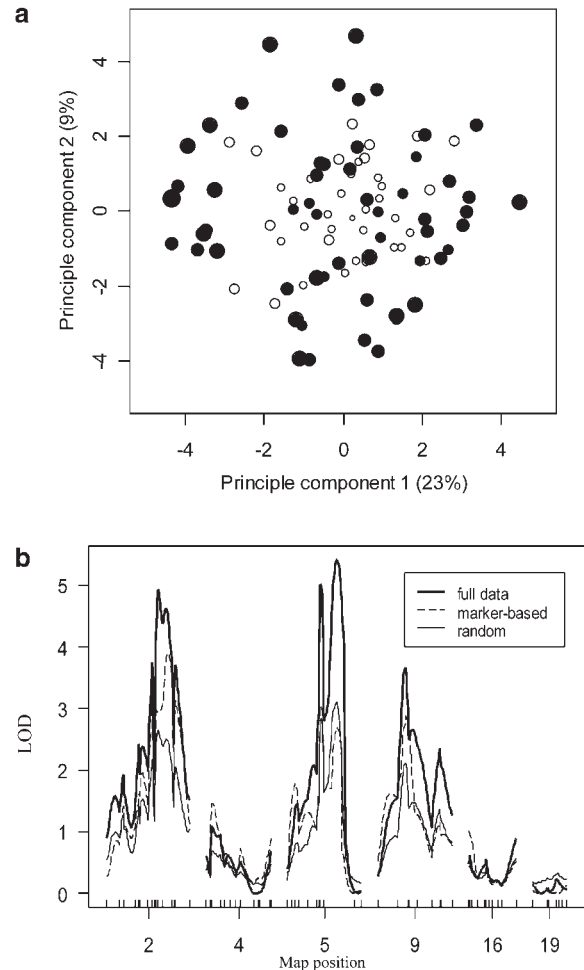 a
Principle component 2 (9%)
4
2
0
-2
-4
-4 -2 0 2 4
Principle component 1 (23%)
b
full data
marker-based
random
LOD
5
4
3
2
1
0
2 4 5 9 16 19
Map position